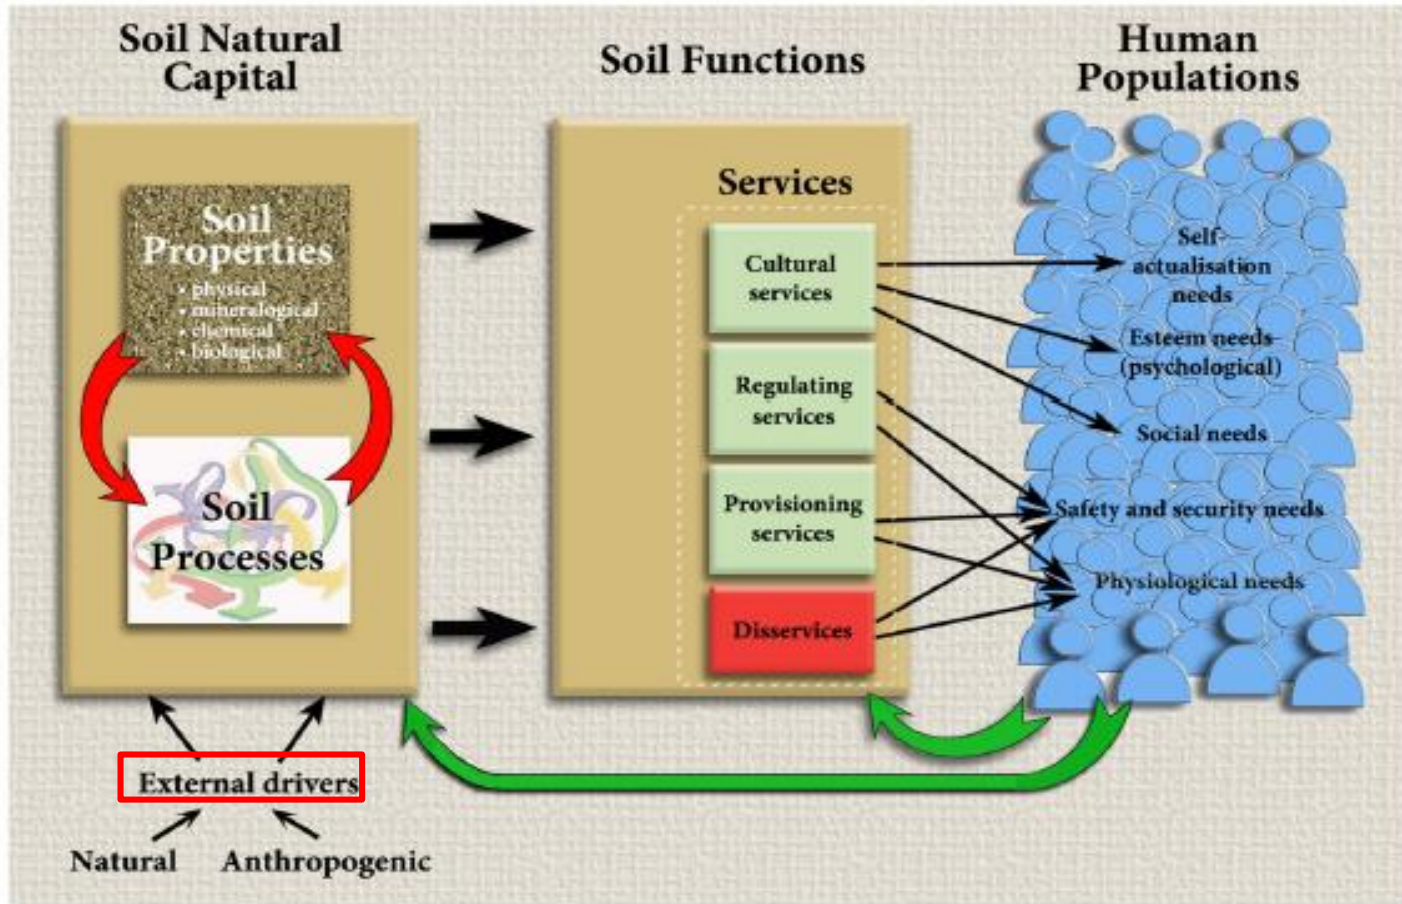 Soil Natural
Capital
Soil Functions
Human
Populations
Soil
Properties
• physical
• mineralogical
• chemical
• biological
Soil
Processes
Services
Cultural
services
Regulating
services
Provisioning
services
Disservices
Self-
actualisation
needs
Esteem needs
(psychological)
Social needs
Safety and security needs
Physiological needs
External drivers
Natural
Anthropogenic